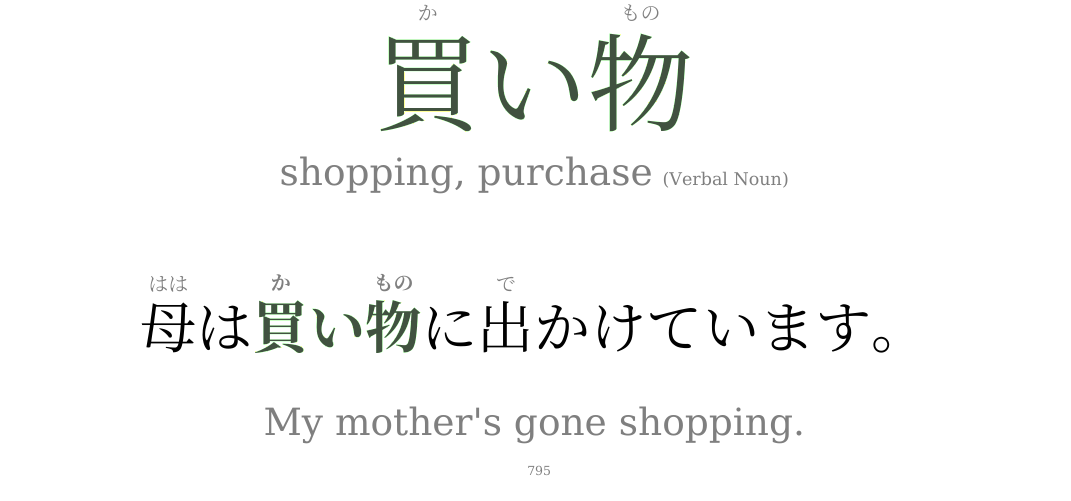 か もの
買い物
shopping, purchase (Verbal Noun)
はは か もの で
母は買い物に出かけています。
My mother's gone shopping.
795